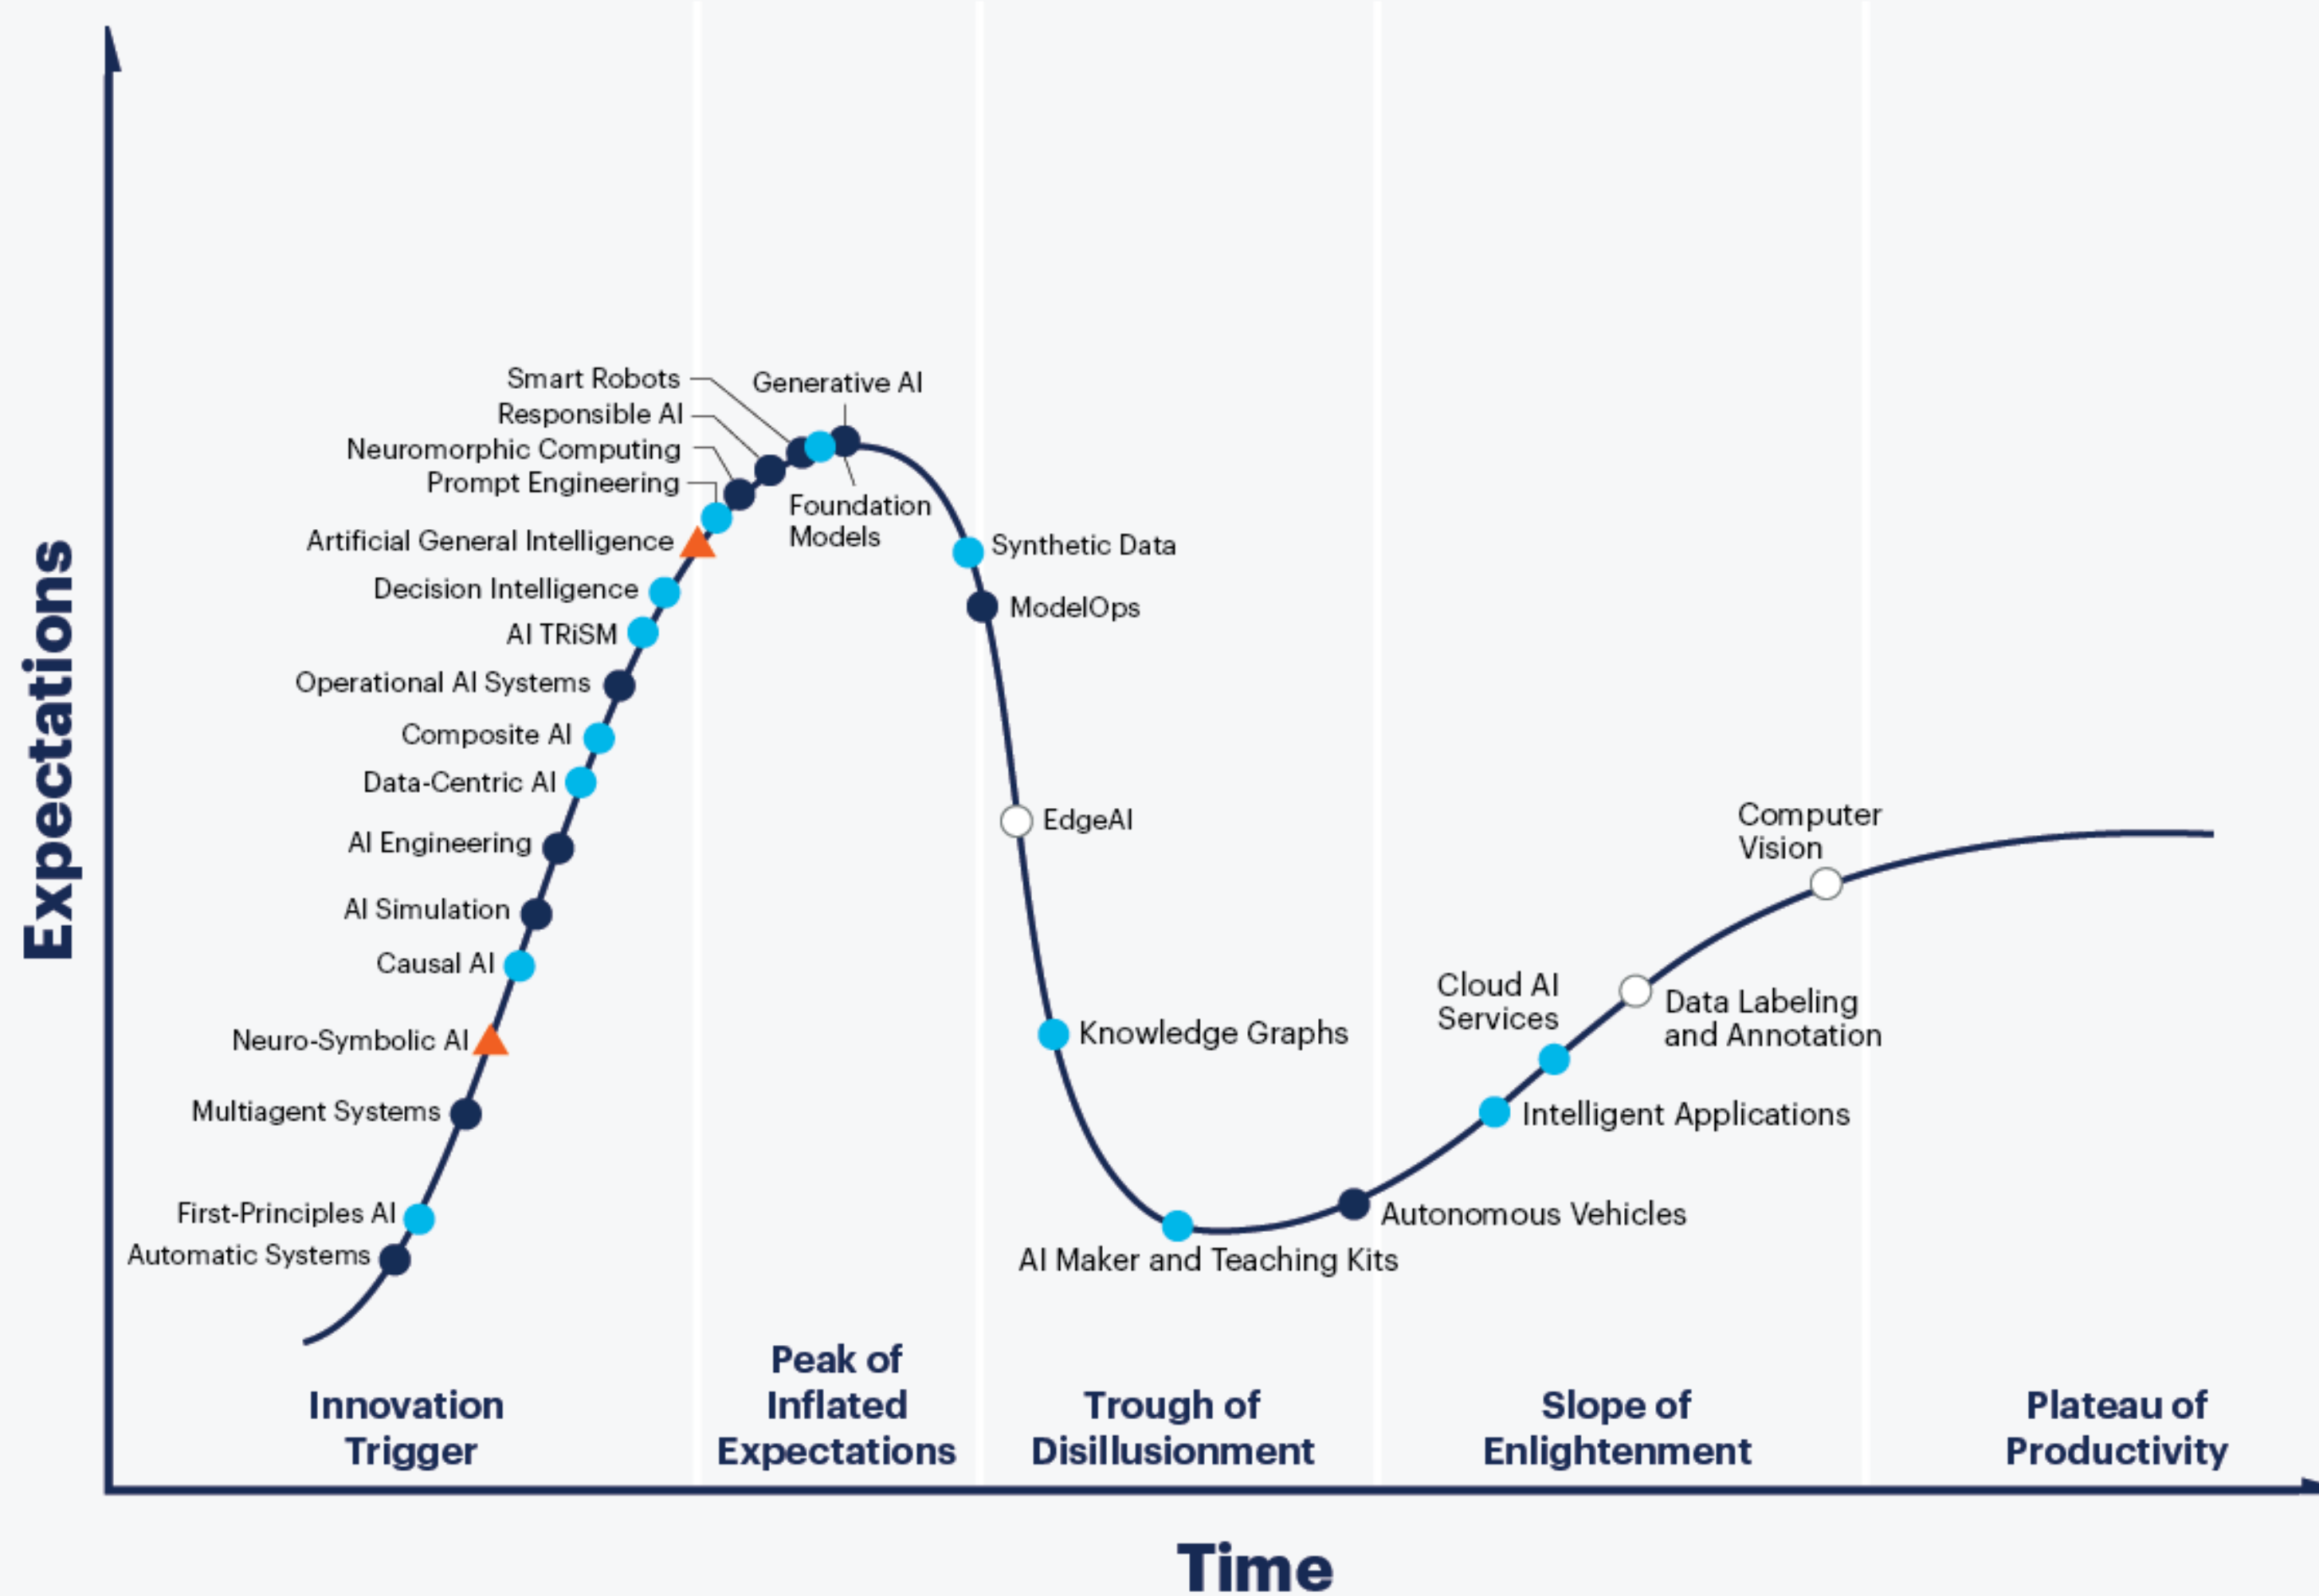 Expectations
Smart Robots
Generative AI
Responsible AI
Neuromorphic Computing
Prompt Engineering
Foundation
Models
Artificial General Intelligence
Synthetic Data
Decision Intelligence
ModelOps
AI TRiSM
Operational AI Systems
Composite AI
Data-Centric AI
EdgeAI
Computer
Vision
AI Engineering
AI Simulation
Causal AI
Cloud AI
Services
Data Labeling
and Annotation
Neuro-Symbolic AI
Knowledge Graphs
Multiagent Systems
Intelligent Applications
First-Principles AI
Autonomous Vehicles
Automatic Systems
AI Maker and Teaching Kits
Innovation
Trigger
Peak of
Inflated
Expectations
Trough of
Disillusionment
Slope of
Enlightenment
Plateau of
Productivity
Time